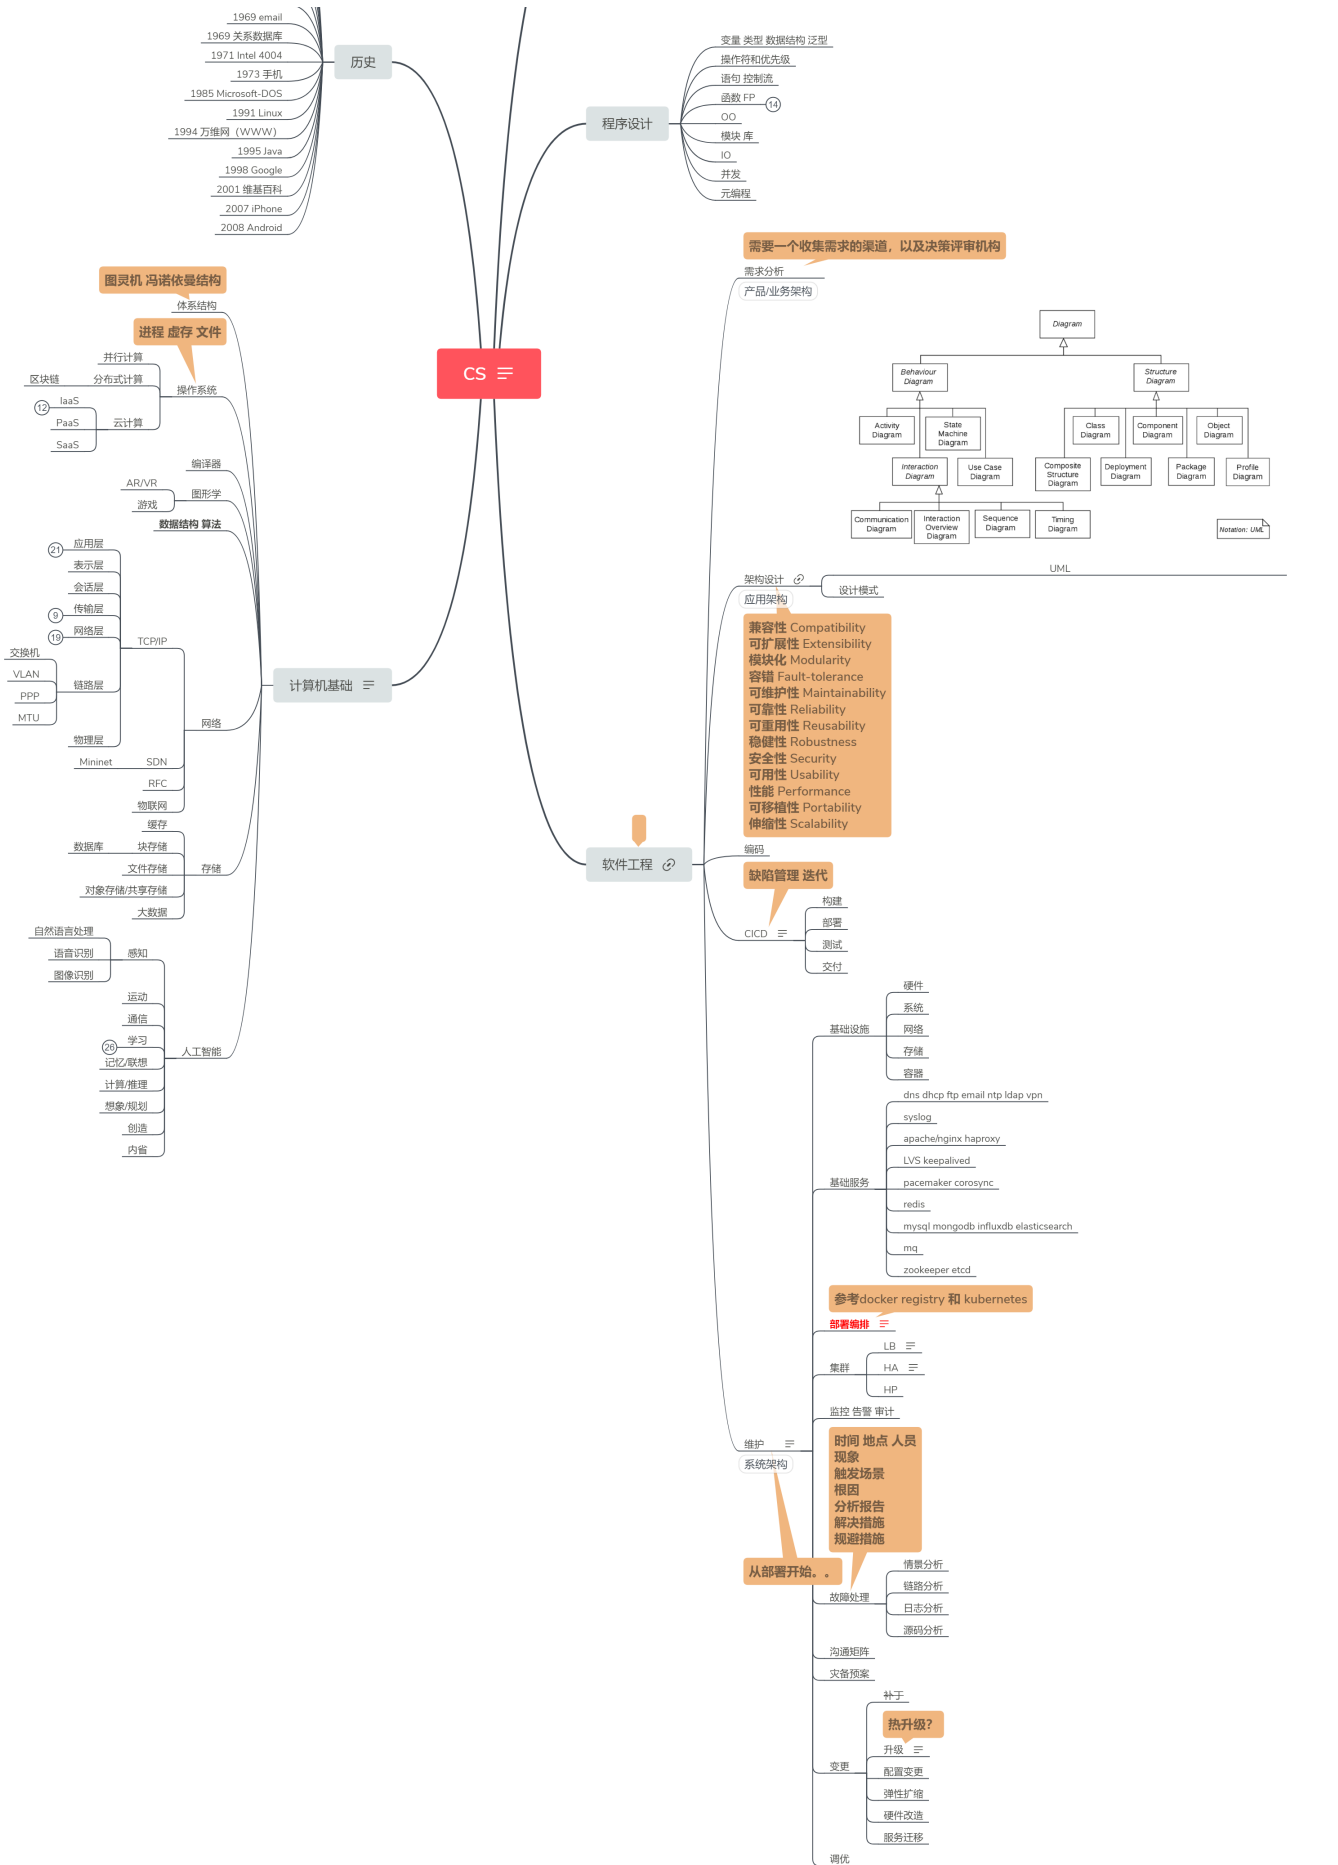 1969 email
1969 关系数据库
1971 Intel 4004
1973 手机
1985 Microsoft-DOS
1991 Linux
1994 万维网（WWW）
1995 Java
1998 Google
2001 维基百科
2007 iPhone
2008 Android
历史
变量 类型 数据结构 泛型
操作符和优先级
语句 控制流
函数 FP
14
OO
模块 库
IO
并发
元编程
程序设计
CS
图灵机 冯诺依曼结构
体系结构
进程 虚存 文件
并行计算
区块链
分布式计算
操作系统
12
IaaS
PaaS
云计算
SaaS
编译器
AR/VR
图形学
游戏
数据结构 算法
21
应用层
表示层
会话层
9
传输层
19
网络层
TCP/IP
交换机
VLAN
链路层
PPP
MTU
物理层
网络
Mininet
SDN
RFC
物联网
计算机基础
缓存
数据库
块存储
文件存储
存储
对象存储/共享存储
大数据
自然语言处理
语音识别
感知
图像识别
运动
通信
26
学习
人工智能
记忆/联想
计算/推理
想象/规划
创造
内省
需要一个收集需求的渠道，以及决策评审机构
需求分析
产品/业务架构
Diagram
Behaviour
Diagram
Structure
Diagram
Activity
Diagram
State
Machine
Diagram
Class
Diagram
Component
Diagram
Object
Diagram
Interaction
Diagram
Use Case
Diagram
Composite
Structure
Diagram
Deployment
Diagram
Package
Diagram
Profile
Diagram
Communication
Diagram
Interaction
Overview
Diagram
Sequence
Diagram
Timing
Diagram
Notation: UML
UML
架构设计
设计模式
应用架构
兼容性 Compatibility
可扩展性 Extensibility
模块化 Modularity
容错 Fault-tolerance
可维护性 Maintainability
可靠性 Reliability
可重用性 Reusability
稳健性 Robustness
安全性 Security
可用性 Usability
性能 Performance
可移植性 Portability
伸缩性 Scalability
软件工程
编码
缺陷管理 迭代
CICD
构建
部署
测试
交付
硬件
系统
基础设施
网络
存储
容器
dns dhcp ftp email ntp ldap vpn
syslog
apache/nginx haproxy
LVS keepalived
基础服务
pacemaker corosync
redis
mysql mongodb influxdb elasticsearch
mq
zookeeper etcd
参考docker registry 和 kubernetes
部署编排
LB
集群
HA
HP
监控 告警 审计
维护
系统架构
时间 地点 人员
现象
触发场景
根因
分析报告
解决措施
规避措施
从部署开始。。
情景分析
链路分析
故障处理
日志分析
源码分析
沟通矩阵
灾备预案
补丁
热升级？
升级
变更
配置变更
弹性扩缩
硬件改造
服务迁移
调优